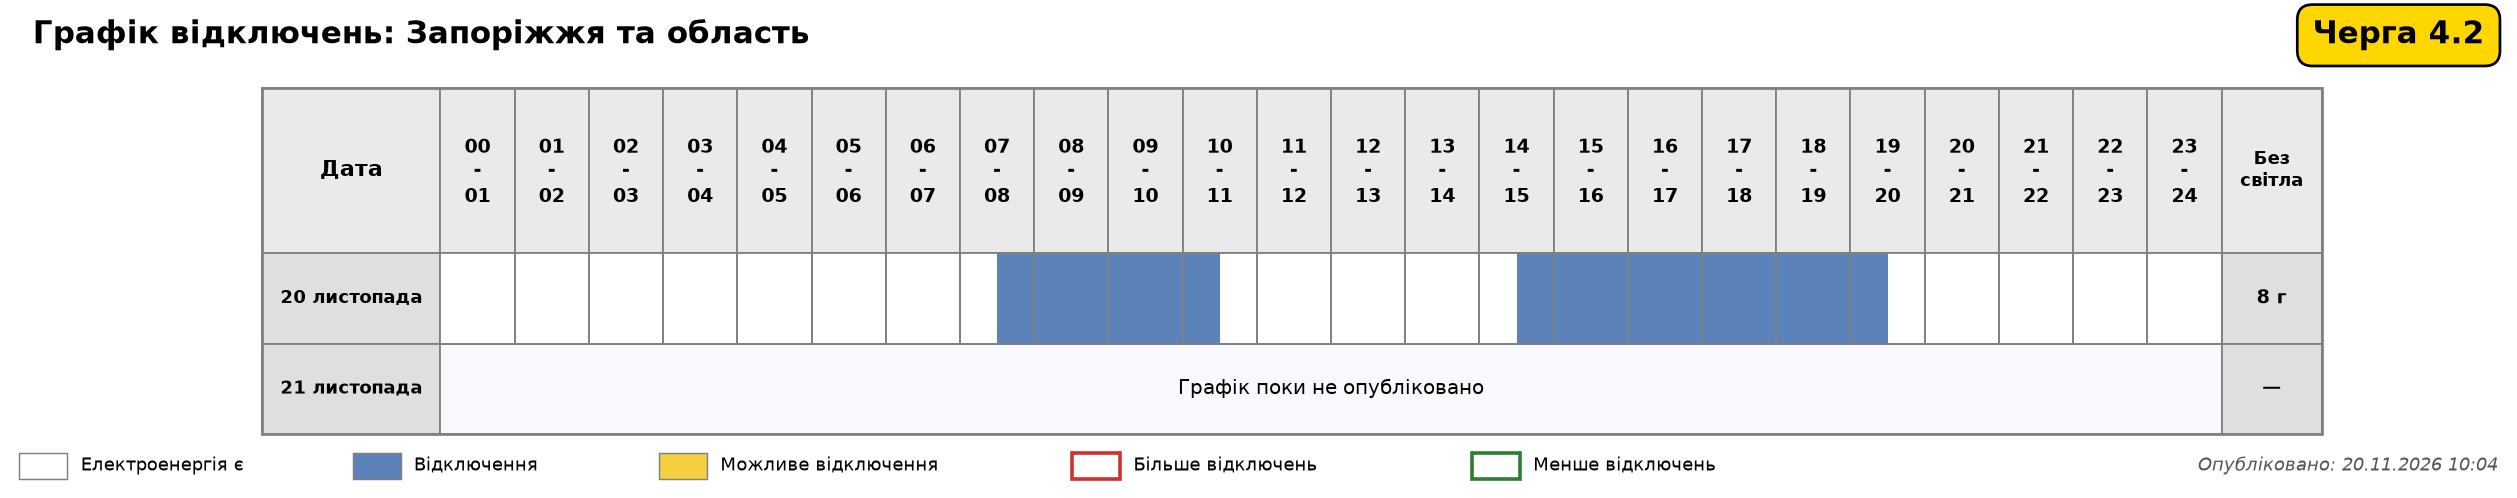 Графік відключень: Запоріжжя та область
Черга 4.2
Дата
00 - 01
01 - 02
02 - 03
03 - 04
04 - 05
05 - 06
06 - 07
07 - 08
08 - 09
09 - 10
10 - 11
11 - 12
12 - 13
13 - 14
14 - 15
15 - 16
16 - 17
17 - 18
18 - 19
19 - 20
20 - 21
21 - 22
22 - 23
23 - 24
Без
світла
20 листопада
8 г
21 листопада
Графік поки не опубліковано
—
Електроенергія є
Відключення
Можливе відключення
Більше відключень
Менше відключень
Опубліковано: 20.11.2026 10:04